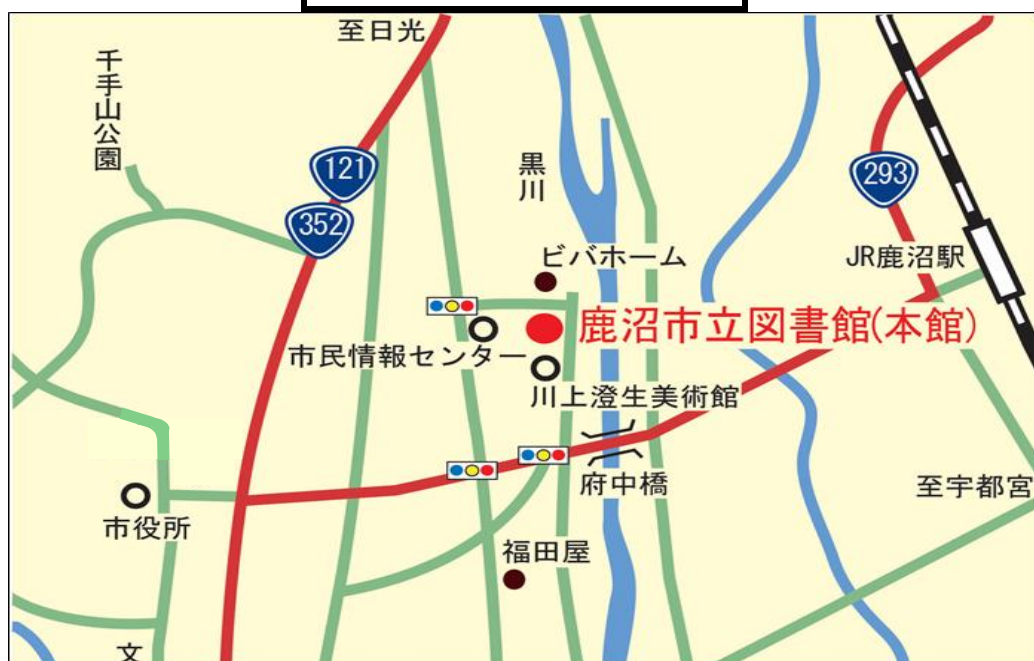 至日光
千手山公園
121
352
黒川
293
JR鹿沼駅
ビバホーム
鹿沼市立図書館(本館)
市民情報センター
川上澄生美術館
府中橋
至宇都宮
市役所
福田屋
文